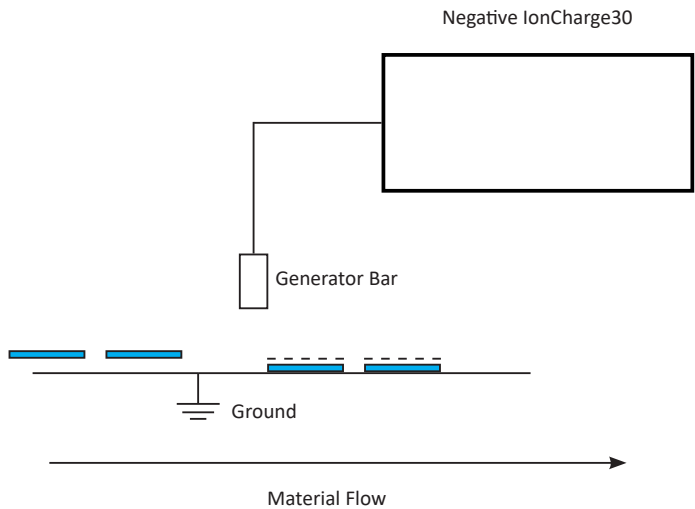 Negative IonCharge30
Generator Bar
Ground
Material Flow